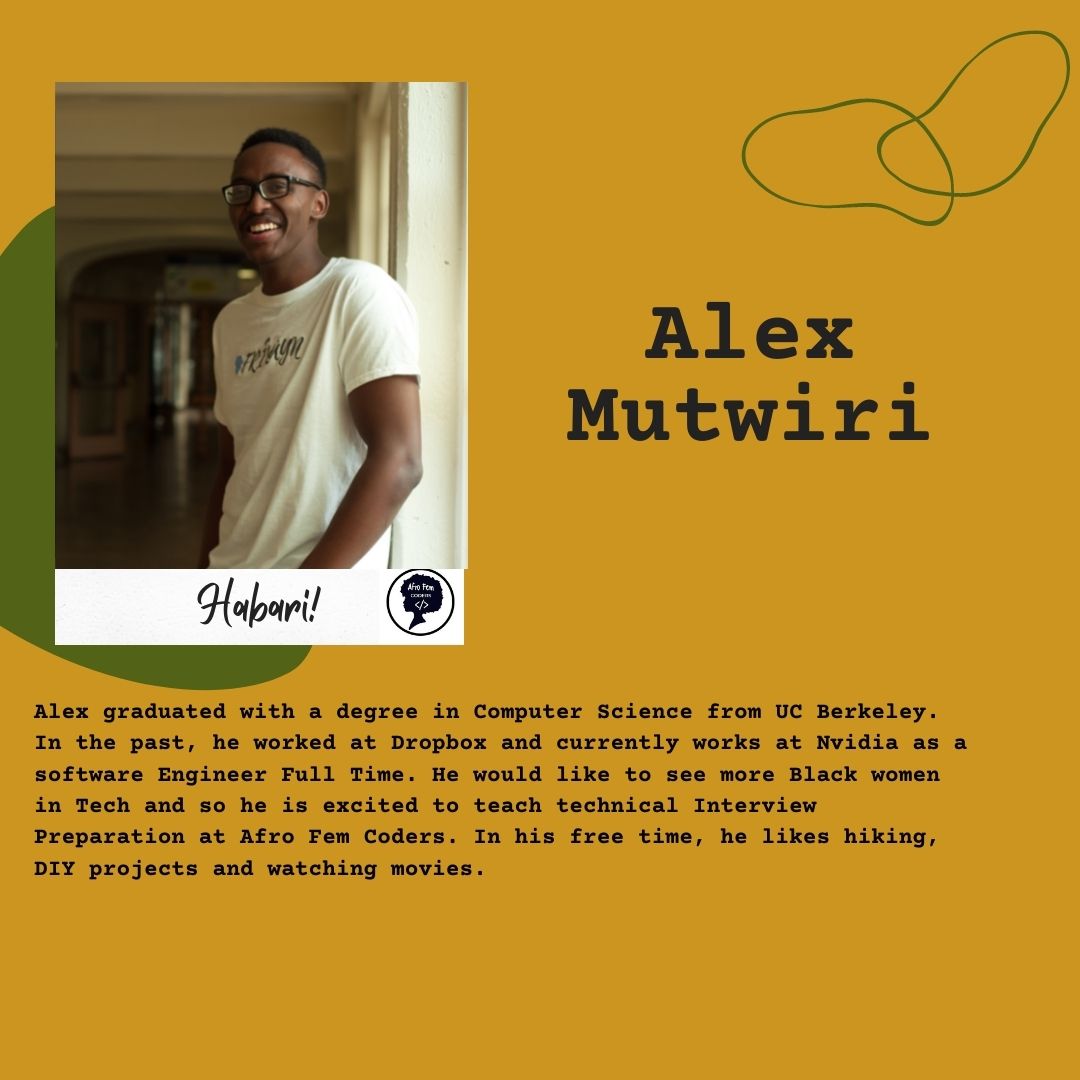 Alex
Mutwiri
Habari!
Afro Fem
CODERS
</>
Alex graduated with a degree in Computer Science from UC Berkeley.
In the past, he worked at Dropbox and currently works at Nvidia as a
software Engineer Full Time. He would like to see more Black women
in Tech and so he is excited to teach technical Interview
Preparation at Afro Fem Coders. In his free time, he likes hiking,
DIY projects and watching movies.